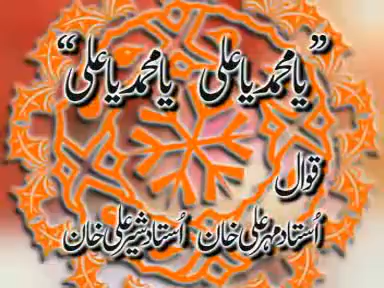 ”یا محمد یا علی یا محمد یا علی“
قوال
اُستاد مہر علی خان اُستاد شیر علی خان